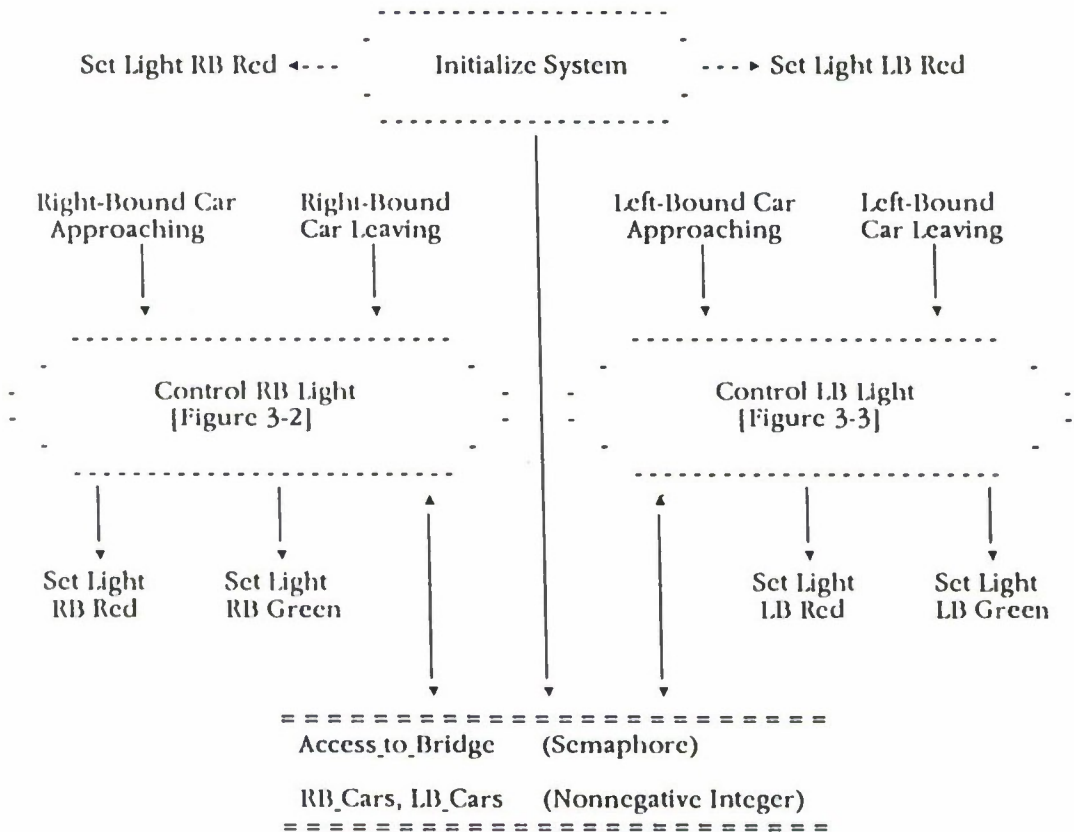 Set Light RB Red
Initialize System
Set Light LB Red
Right-Bound Car
Approaching
Right-Bound
Car Leaving
Left-Bound Car
Approaching
Left-Bound
Car Leaving
Control RB Light
[Figure 3-2]
Control LB Light
[Figure 3-3]
Set Light
RB Red
Set Light
RB Green
Set Light
LB Red
Set Light
LB Green
Access_to_Bridge (Semaphore)
RB_Cars, LB_Cars (Nonnegative Integer)